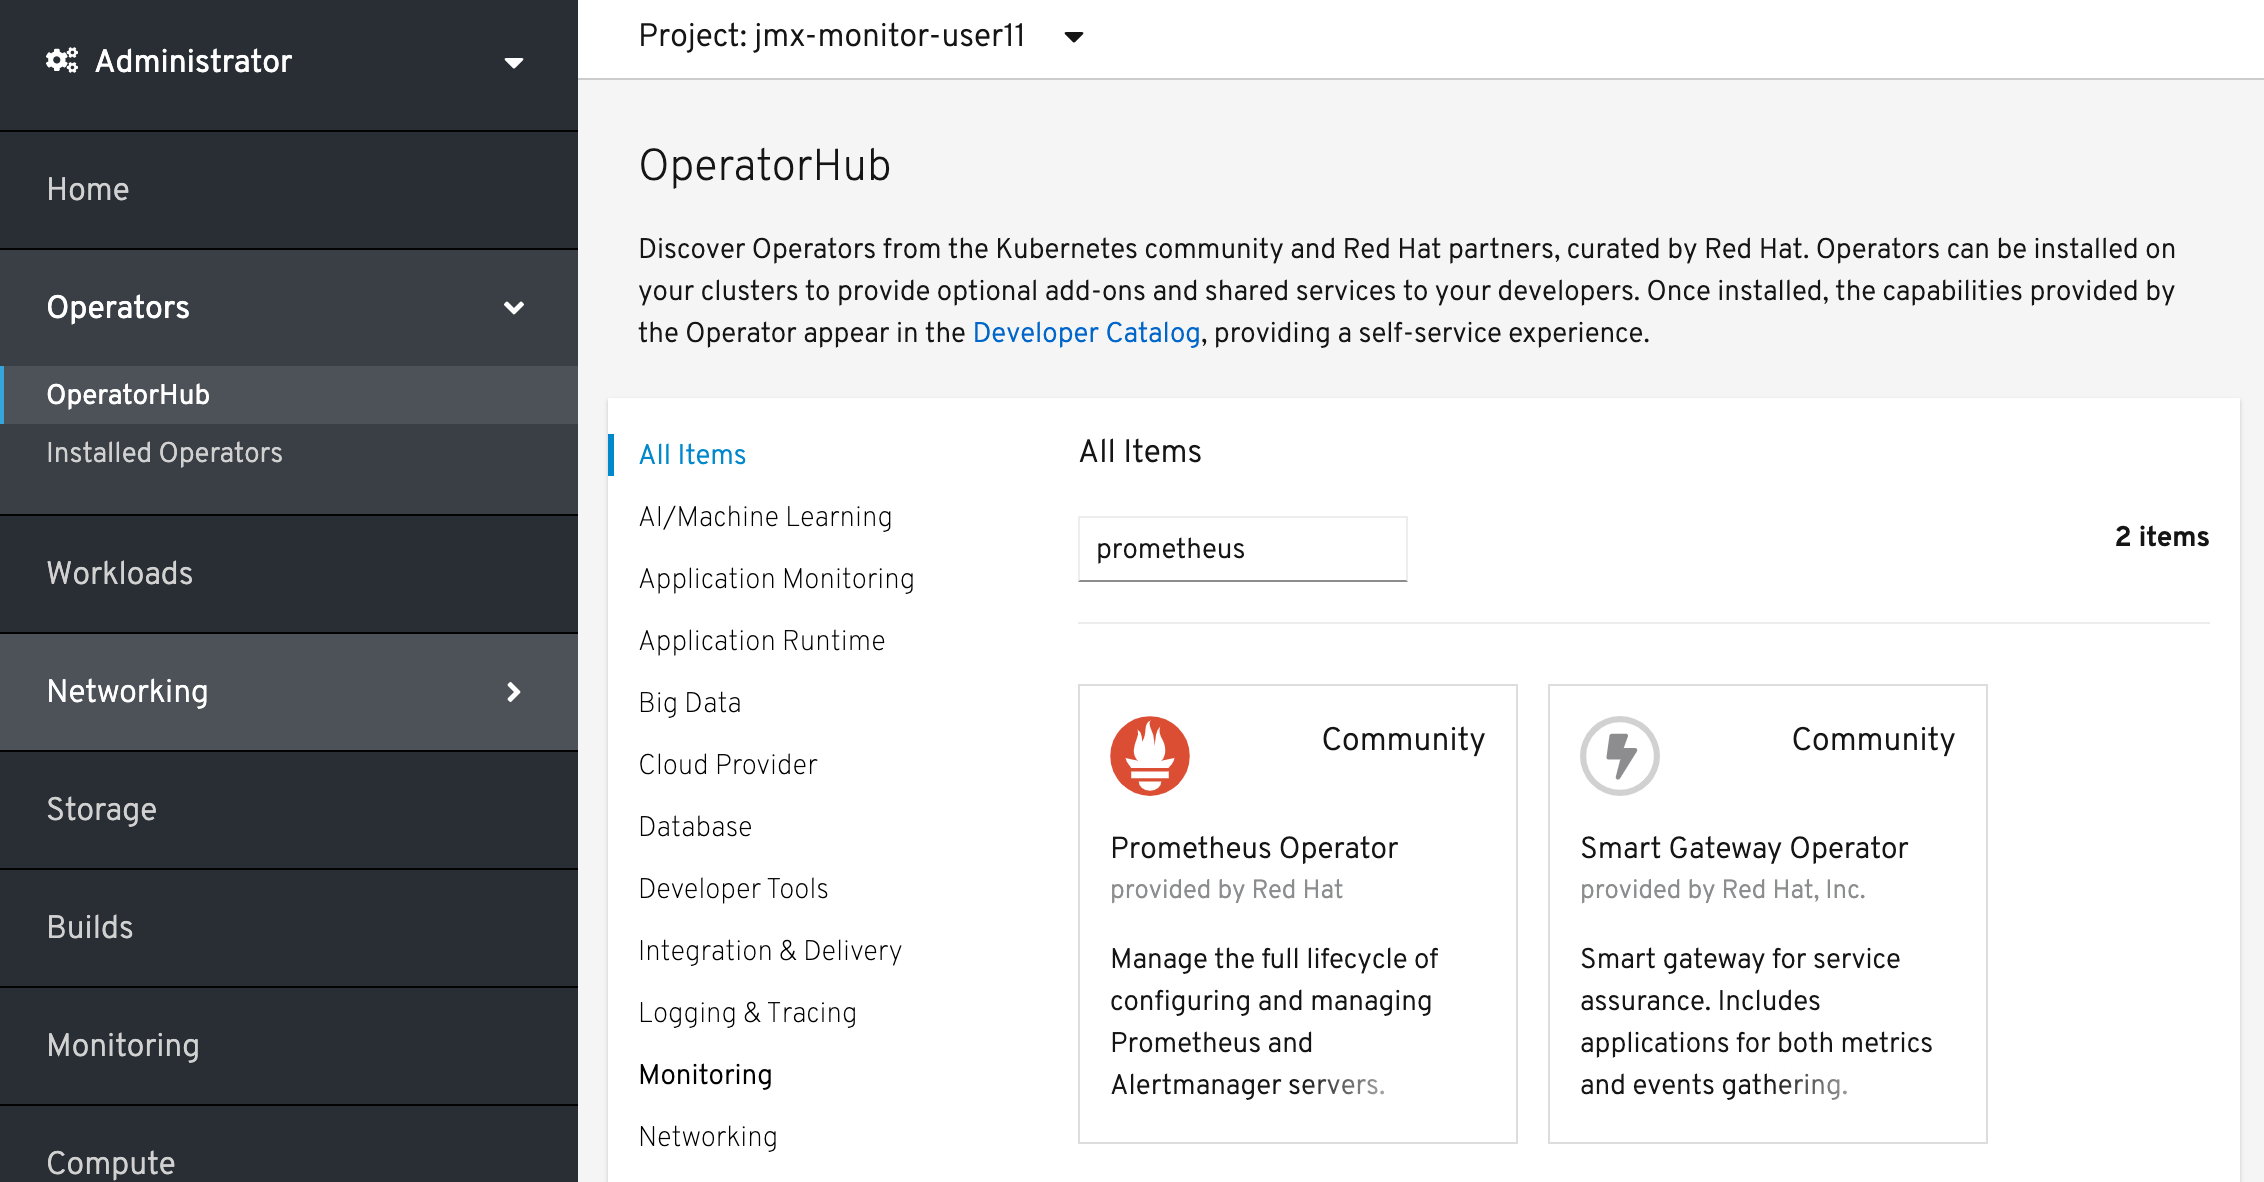 Administrator
Home
Operators
OperatorHub
Installed Operators
Workloads
Networking
Storage
Builds
Monitoring
Compute
Project: jmx-monitor-user11
OperatorHub
Discover Operators from the Kubernetes community and Red Hat partners, curated by Red Hat. Operators can be installed on
your clusters to provide optional add-ons and shared services to your developers. Once installed, the capabilities provided by
the Operator appear in the Developer Catalog, providing a self-service experience.
All Items
AI/Machine Learning
Application Monitoring
Application Runtime
Big Data
Cloud Provider
Database
Developer Tools
Integration & Delivery
Logging & Tracing
Monitoring
Networking
All Items
prometheus
2 items
Community
Prometheus Operator
provided by Red Hat
Manage the full lifecycle of
configuring and managing
Prometheus and
Alertmanager servers.
Community
Smart Gateway Operator
provided by Red Hat, Inc.
Smart gateway for service
assurance. Includes
applications for both metrics
and events gathering.